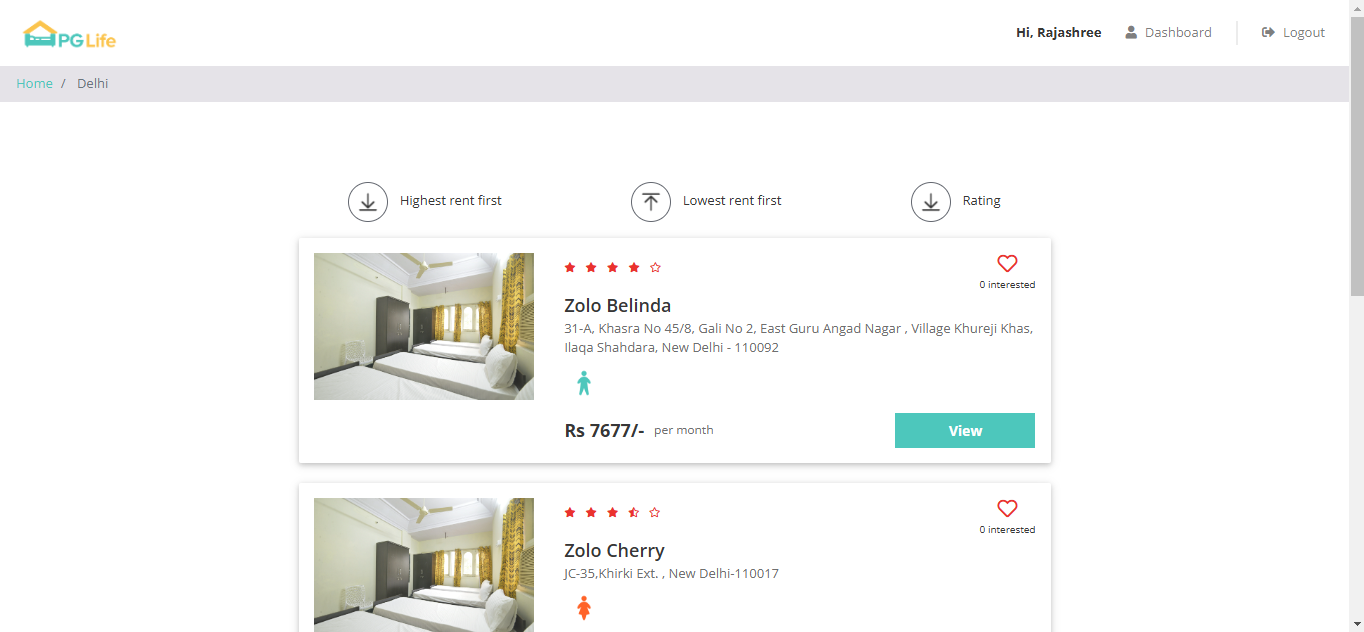 PG Life
Hi, Rajashree
Dashboard
Logout
Home / Delhi
Highest rent first
Lowest rent first
Rating
0 interested
Zolo Belinda
31-A, Khasra No 45/8, Gali No 2, East Guru Angad Nagar , Village Khureji Khas,
Ilaqa Shahdara, New Delhi - 110092
Rs 7677/- per month
View
0 interested
Zolo Cherry
JC-35,Khirki Ext. , New Delhi-110017